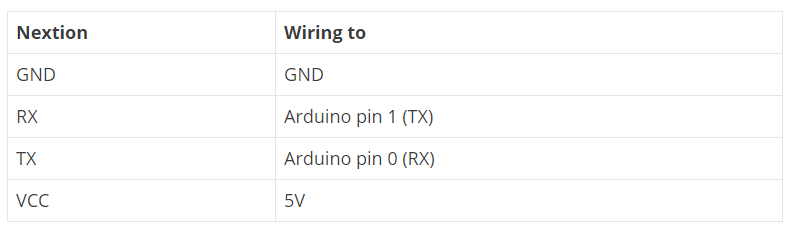 Nextion Wiring to
GND GND
RX Arduino pin 1 (TX)
TX Arduino pin 0 (RX)
VCC 5V